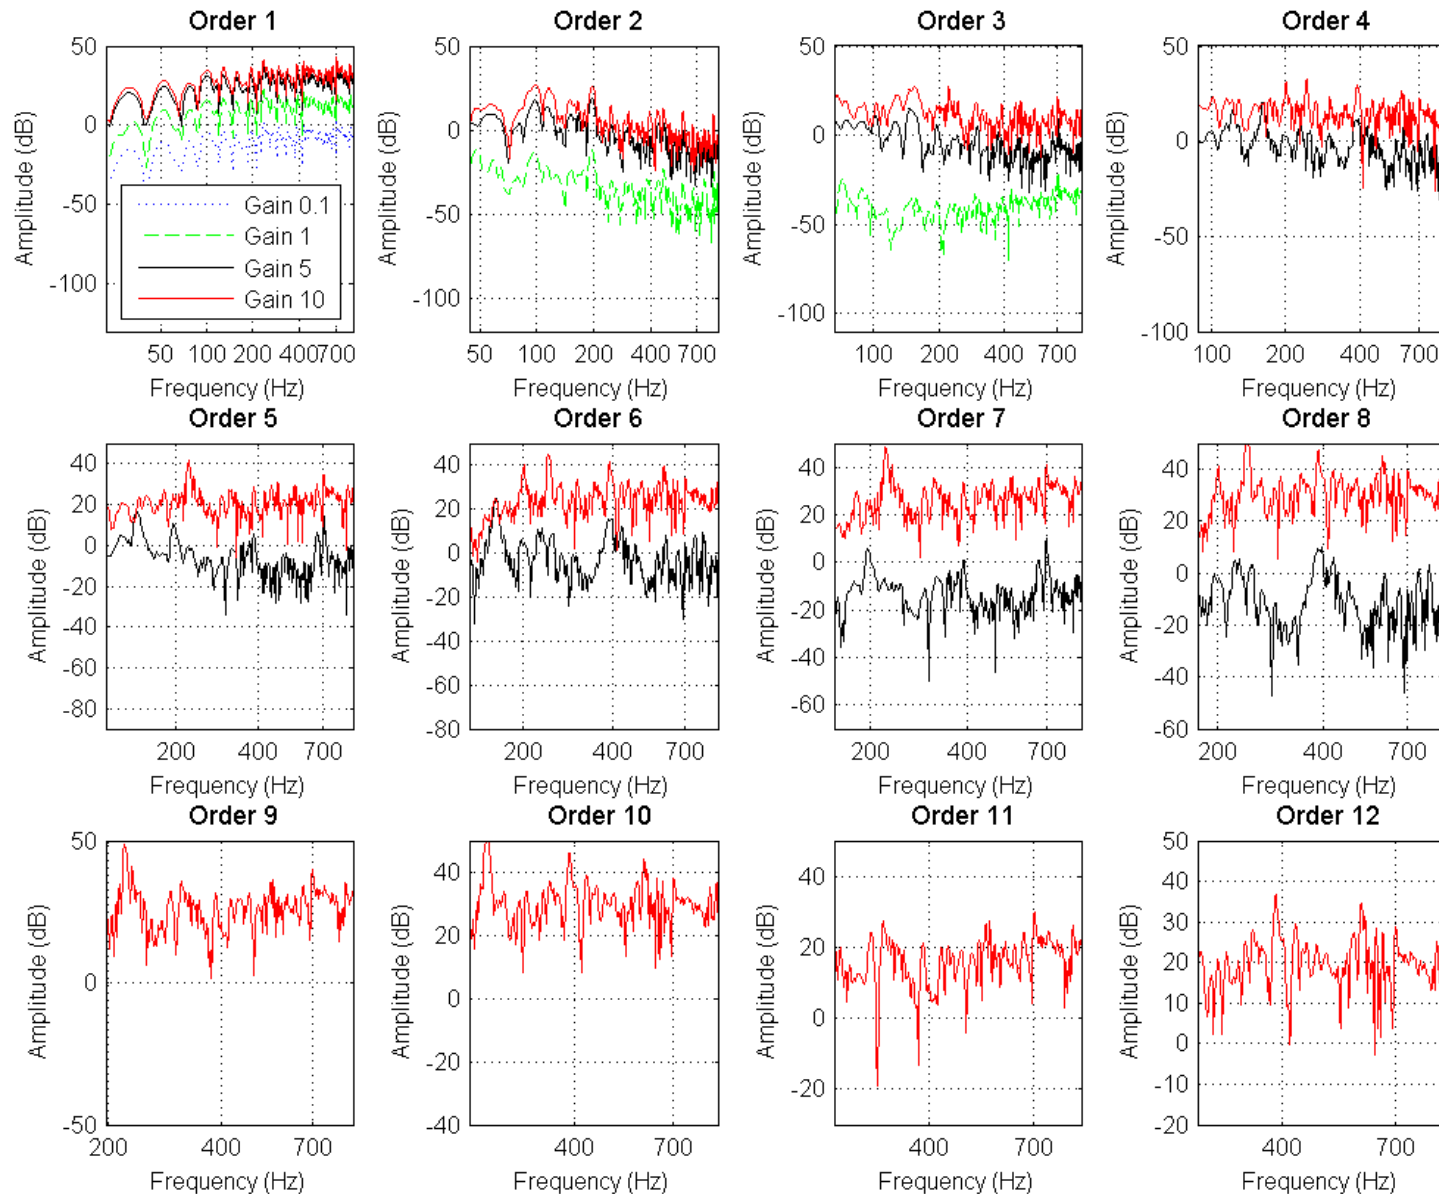 Order 1
50
0
-50
-100
Amplitude (dB)
Gain 0.1
Gain 1
Gain 5
Gain 10
50 100 200 400 700
Frequency (Hz)
Order 2
50
0
-50
-100
Amplitude (dB)
50 100 200 400 700
Frequency (Hz)
Order 3
50
0
-50
-100
Amplitude (dB)
100 200 400 700
Frequency (Hz)
Order 4
50
0
-50
-100
Amplitude (dB)
100 200 400 700
Frequency (Hz)
Order 5
40
20
0
-20
-40
-60
-80
Amplitude (dB)
200 400 700
Frequency (Hz)
Order 6
40
20
0
-20
-40
-60
-80
Amplitude (dB)
200 400 700
Frequency (Hz)
Order 7
40
20
0
-20
-40
-60
Amplitude (dB)
200 400 700
Frequency (Hz)
Order 8
40
20
0
-20
-40
-60
Amplitude (dB)
200 400 700
Frequency (Hz)
Order 9
50
0
-50
Amplitude (dB)
200 400 700
Frequency (Hz)
Order 10
40
20
0
-20
-40
Amplitude (dB)
400 700
Frequency (Hz)
Order 11
40
20
0
-20
Amplitude (dB)
400 700
Frequency (Hz)
Order 12
50
40
30
20
10
0
-10
-20
Amplitude (dB)
400 700
Frequency (Hz)